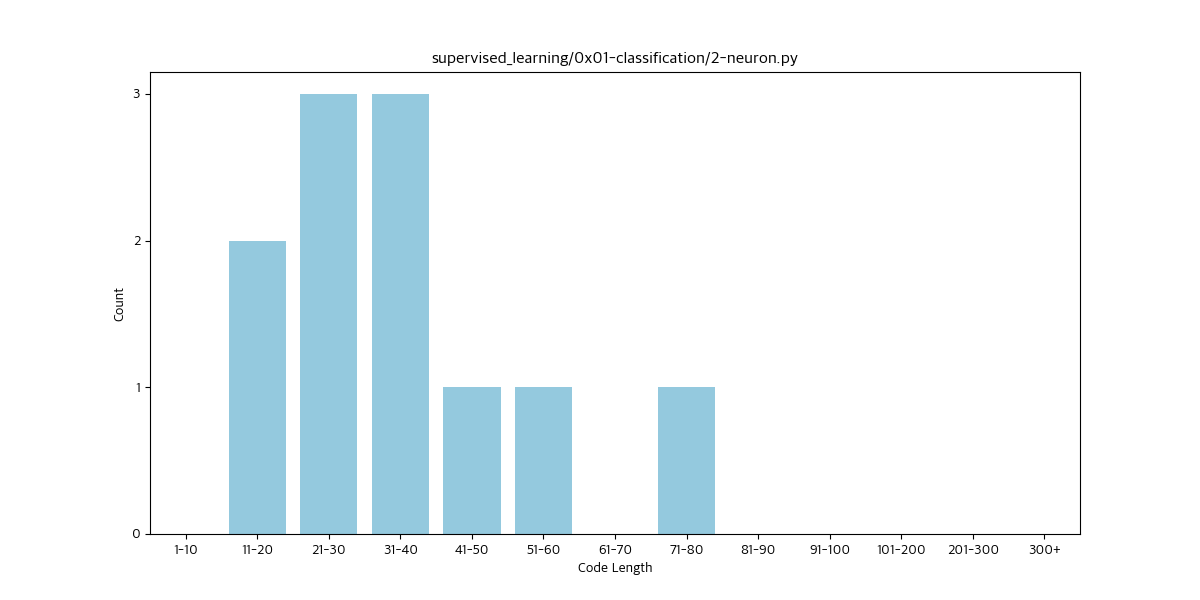 supervised_learning/0x01-classification/2-neuron.py
3
2
1
0
Count
1-10 11-20 21-30 31-40 41-50 51-60 61-70 71-80 81-90 91-100 101-200 201-300 300+
Code Length